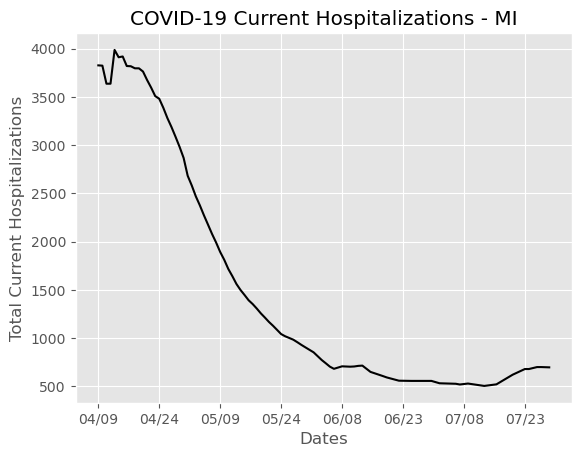 COVID-19 Current Hospitalizations - MI
Total Current Hospitalizations
4000
3500
3000
2500
2000
1500
1000
500
04/09 04/24 05/09 05/24 06/08 06/23 07/08 07/23
Dates